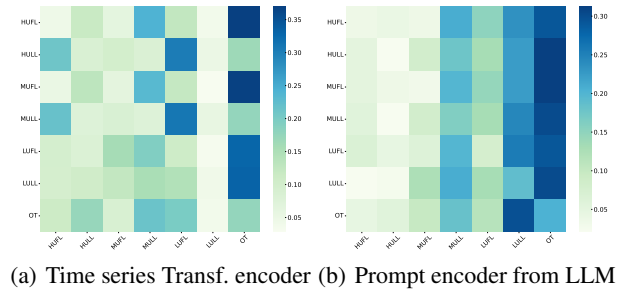 HUFL
HULL
MUFL
MULL
LUFL
LULL
OT
HUFL HULL MUFL MULL LUFL LULL OT
0.35
0.30
0.25
0.20
0.15
0.10
0.05
HUFL
HULL
MUFL
MULL
LUFL
LULL
OT
HUFL HULL MUFL MULL LUFL LULL OT
0.30
0.25
0.20
0.15
0.10
0.05
(a) Time series Transf. encoder (b) Prompt encoder from LLM